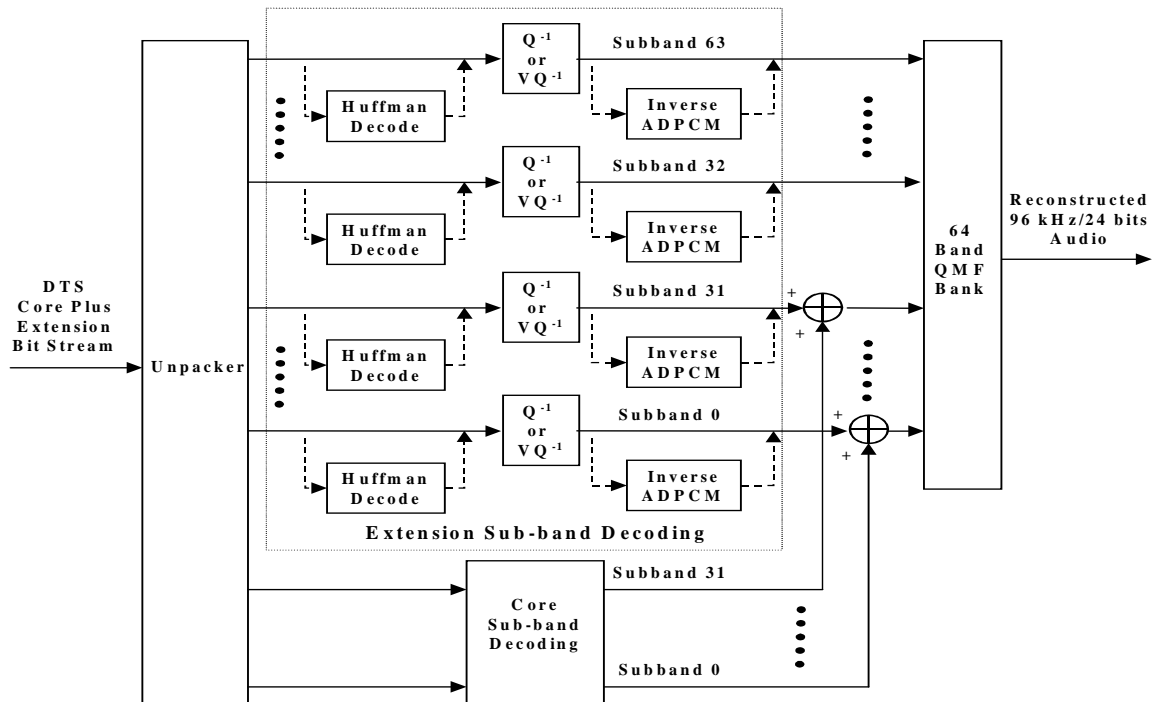 DTS
Core Plus
Extension
Bit Stream
Unpacker
Huffman
Decode
Q⁻¹
or
VQ⁻¹
Subband 63
Inverse
ADPCM
Huffman
Decode
Q⁻¹
or
VQ⁻¹
Subband 32
Inverse
ADPCM
Huffman
Decode
Q⁻¹
or
VQ⁻¹
Subband 31
Inverse
ADPCM
+
+
Huffman
Decode
Q⁻¹
or
VQ⁻¹
Subband 0
Inverse
ADPCM
+
+
Extension Sub-band Decoding
Core
Sub-band
Decoding
Subband 31
Subband 0
64
Band
QMF
Bank
Reconstructed
96 kHz/24 bits
Audio